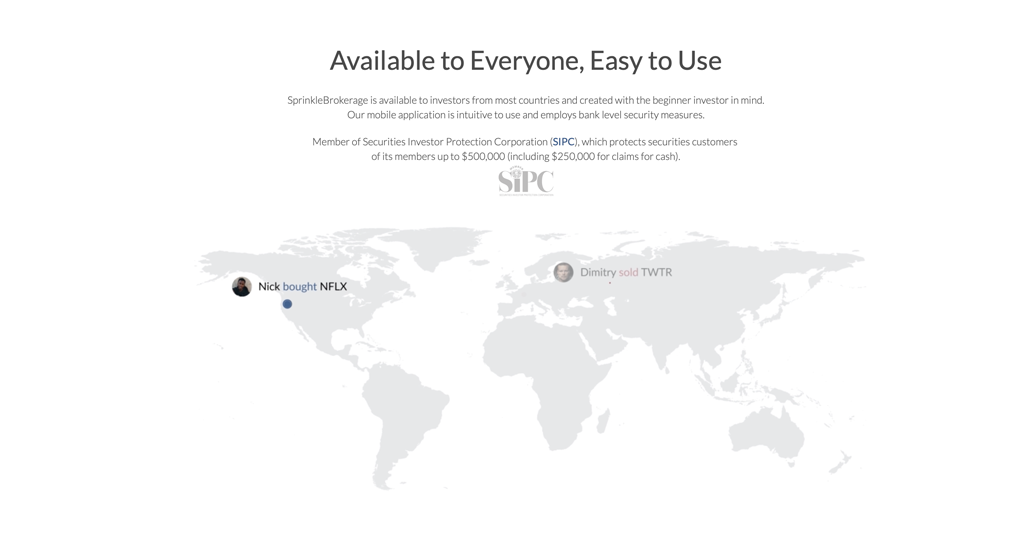 Available to Everyone, Easy to Use
SprinkleBrokerage is available to investors from most countries and created with the beginner investor in mind.
Our mobile application is intuitive to use and employs bank level security measures.
Member of Securities Investor Protection Corporation (SIPC), which protects securities customers
of its members up to $500,000 (including $250,000 for claims for cash).
SiPC
Dimitry sold TWTR
Nick bought NFLX